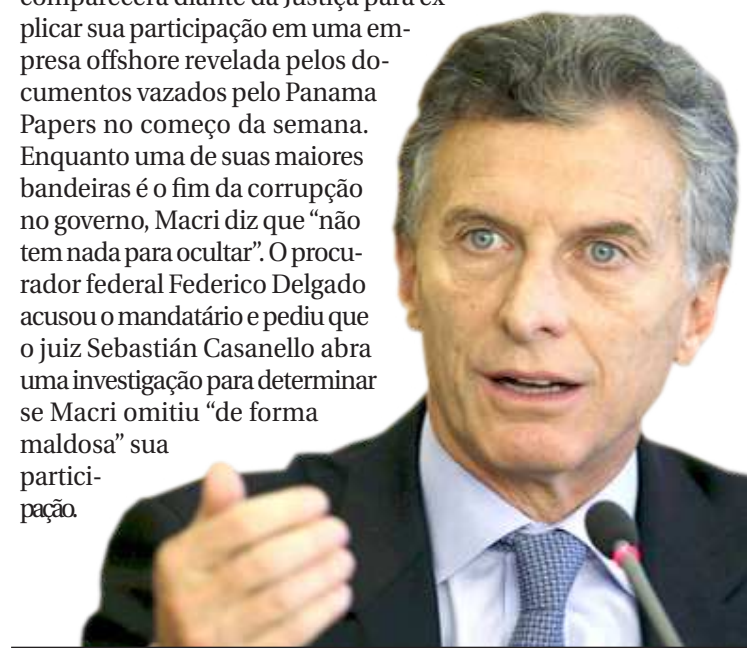 comparecerá diante da Justiça para ex-
plicar sua participação em uma em-
presa offshore revelada pelos do-
cumentos vazados pelo Panama
Papers no começo da semana.
Enquanto uma de suas maiores
bandeiras é o fim da corrupção
no governo, Macri diz que “não
tem nada para ocultar”. O procu-
rador federal Federico Delgado
acusou o mandatário e pediu que
o juiz Sebastián Casanello abra
uma investigação para determinar
se Macri omitiu “de forma
maldosa” sua
partici-
pação.